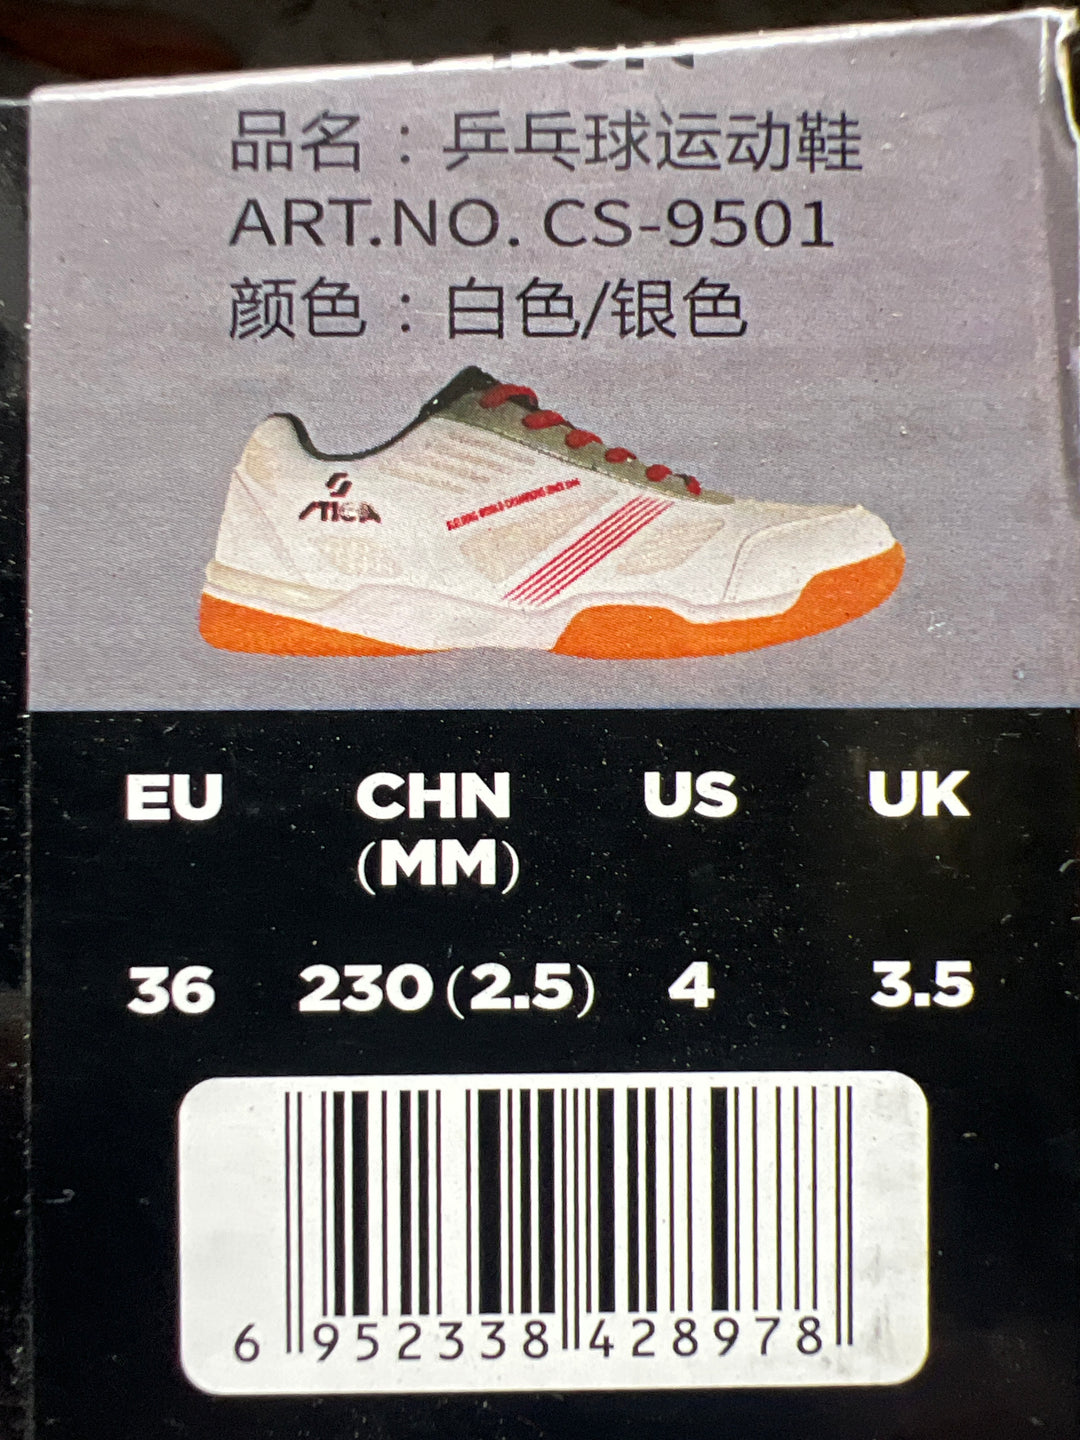 品名：乒乓球运动鞋
ART.NO. CS-9501
颜色：白色/银色
STIGA
EU CHN US UK
(MM)
36 230(2.5) 4 3.5
6 952338 428978